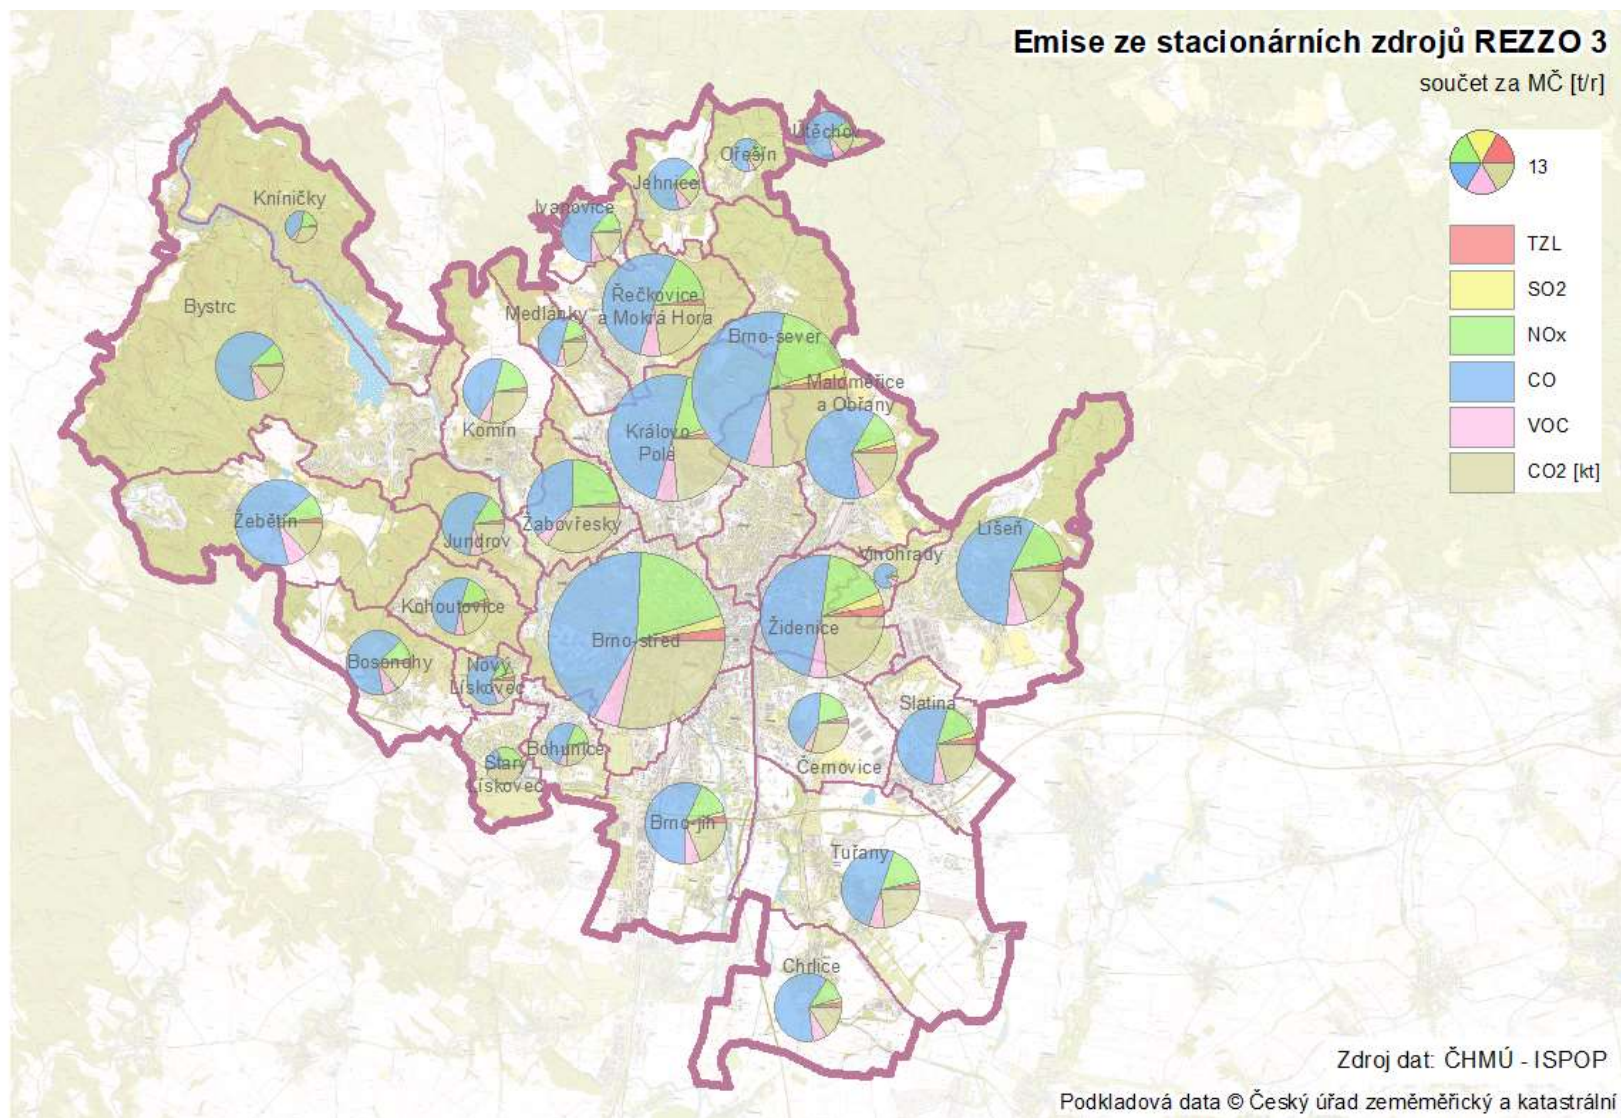 Emise ze stacionárních zdrojů REZZO 3
součet za MČ [t/r]
13
TZL
SO2
NOx
CO
VOC
CO2 [kt]
Útěchov
Ořešín
Jehnice
Kníničky
Ivanovice
Bystrc
Řečkovice
a Mokrá Hora
Medlánky
Brno-sever
Maloměřice
a Obřany
Komín
Královo
Pole
Žebětín
Jundrov
Žabovřesky
Líšeň
Vinohrady
Kohoutovice
Židenice
Brno-střed
Bosonohy
Nový
Lískovec
Slatina
Bohunice
Starý
Lískovec
Černovice
Brno-jih
Tuřany
Chrlice
Zdroj dat: ČHMÚ - ISPOP
Podkladová data © Český úřad zeměměřický a katastrální